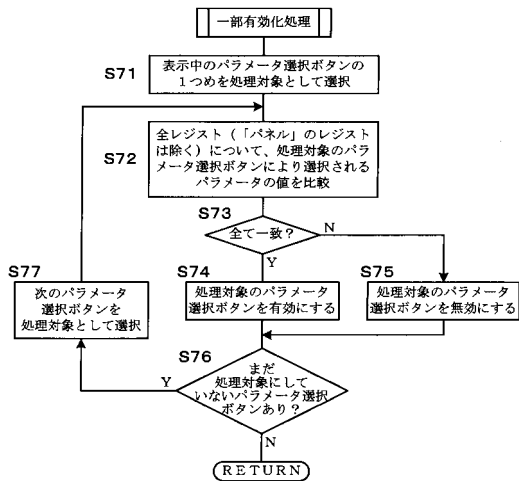 一部有効化処理
S71
表示中のパラメータ選択ボタンの
1つめを処理対象として選択
S72
全レジスト（「パネル」のレジスト
は除く）について、処理対象のパラ
メータ選択ボタンにより選択される
パラメータの値を比較
S73
全て一致？
N
Y
S77
次のパラメータ
選択ボタンを
処理対象として選択
S74
処理対象のパラメータ
選択ボタンを有効にする
S75
処理対象のパラメータ
選択ボタンを無効にする
S76
まだ
処理対象にして
いないパラメータ選択
ボタンあり？
Y
N
RETURN